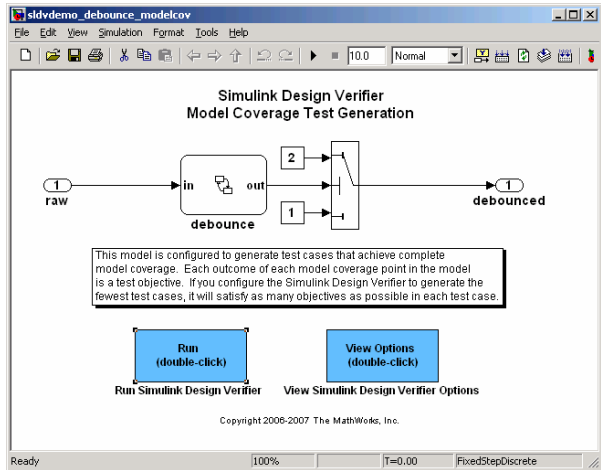 sldvdemo_debounce_modelcov
File Edit View Simulation Format Tools Help
10.0 Normal
Simulink Design Verifier
Model Coverage Test Generation
2
1
raw
in out
debounce
1
debounced
1
This model is configured to generate test cases that achieve complete
model coverage. Each outcome of each model coverage point in the model
is a test objective. If you configure the Simulink Design Verifier to generate the
fewest test cases, it will satisfy as many objectives as possible in each test case.
Run
(double-click)
View Options
(double-click)
Run Simulink Design Verifier
View Simulink Design Verifier Options
Copyright 2006-2007 The MathWorks, Inc.
Ready 100% T=0.00 FixedStepDiscrete